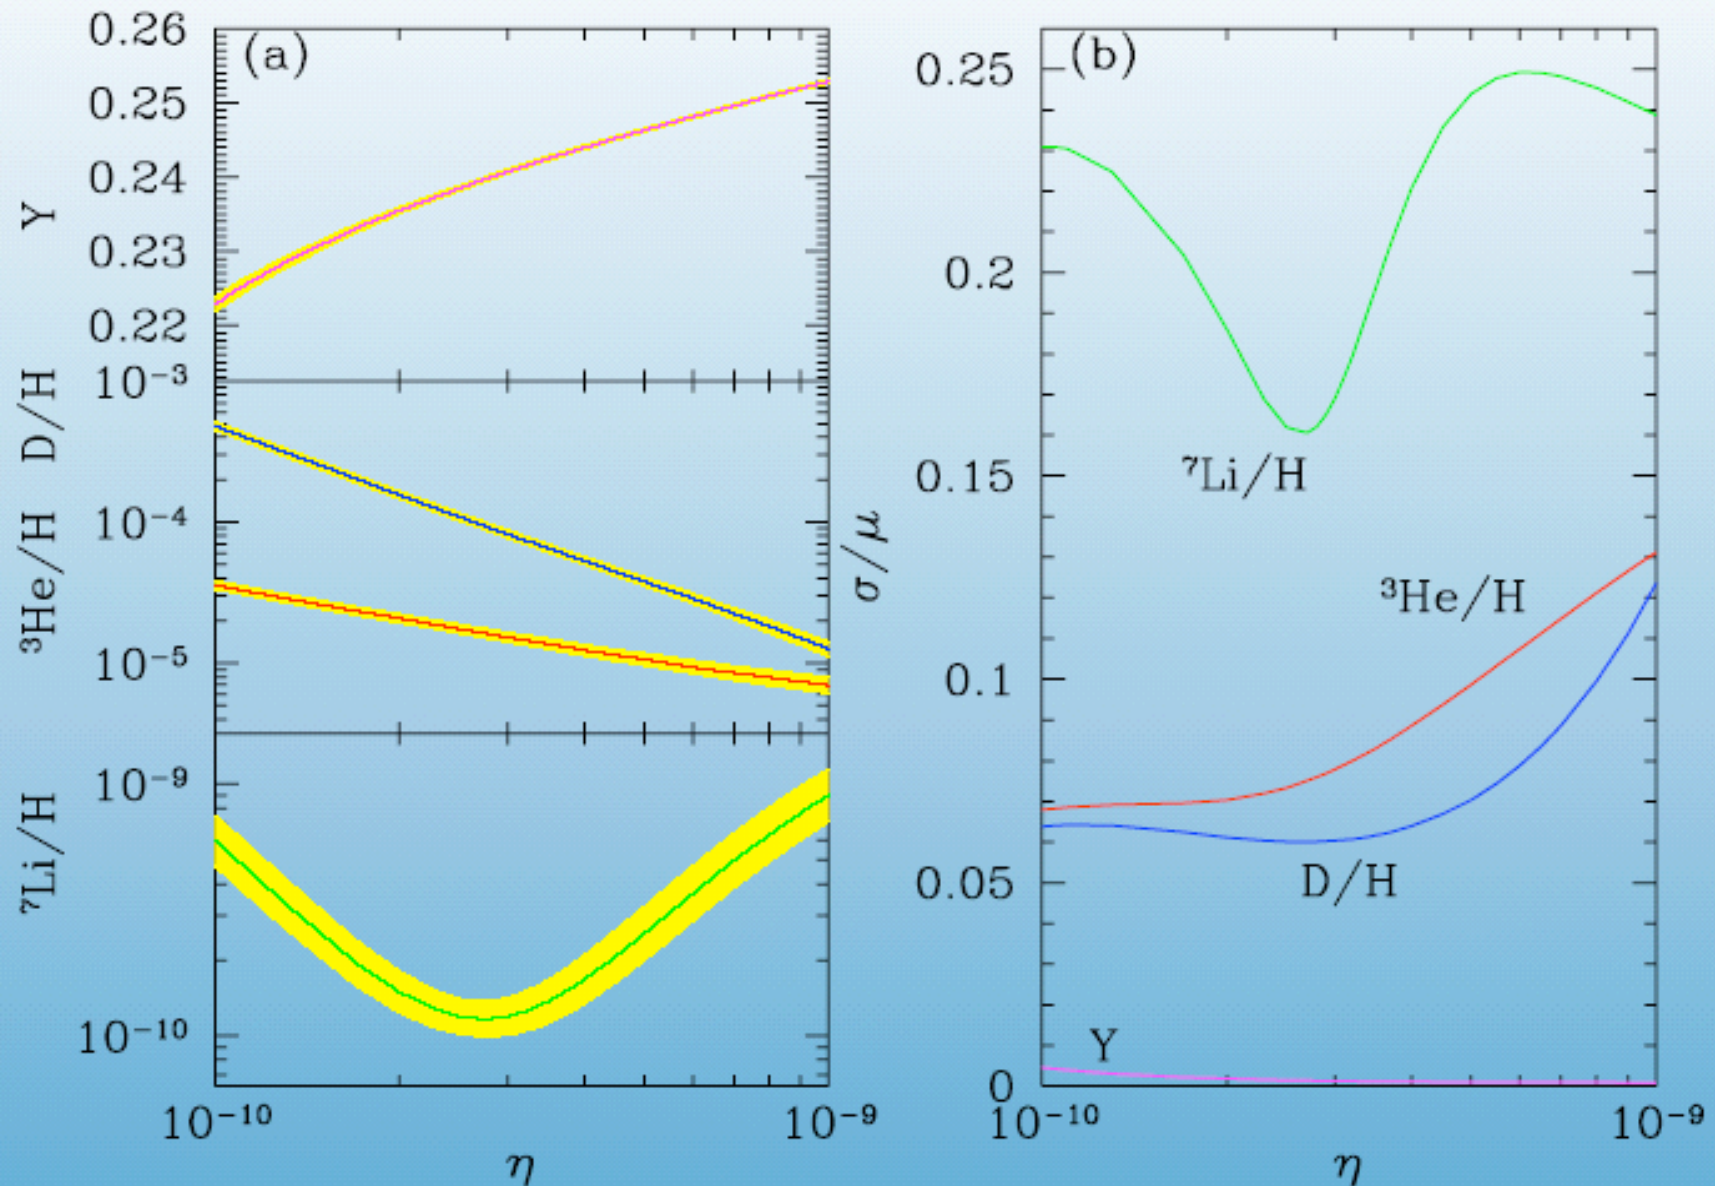 (a)
0.26
0.25
0.24
0.23
0.22
Y
10⁻³
10⁻⁴
10⁻⁵
³He/H D/H
10⁻⁹
10⁻¹⁰
⁷Li/H
10⁻¹⁰ 10⁻⁹
η
(b)
0.25
0.2
0.15
0.1
0.05
0
σ/μ
⁷Li/H
³He/H
D/H
Y
10⁻¹⁰ 10⁻⁹
η